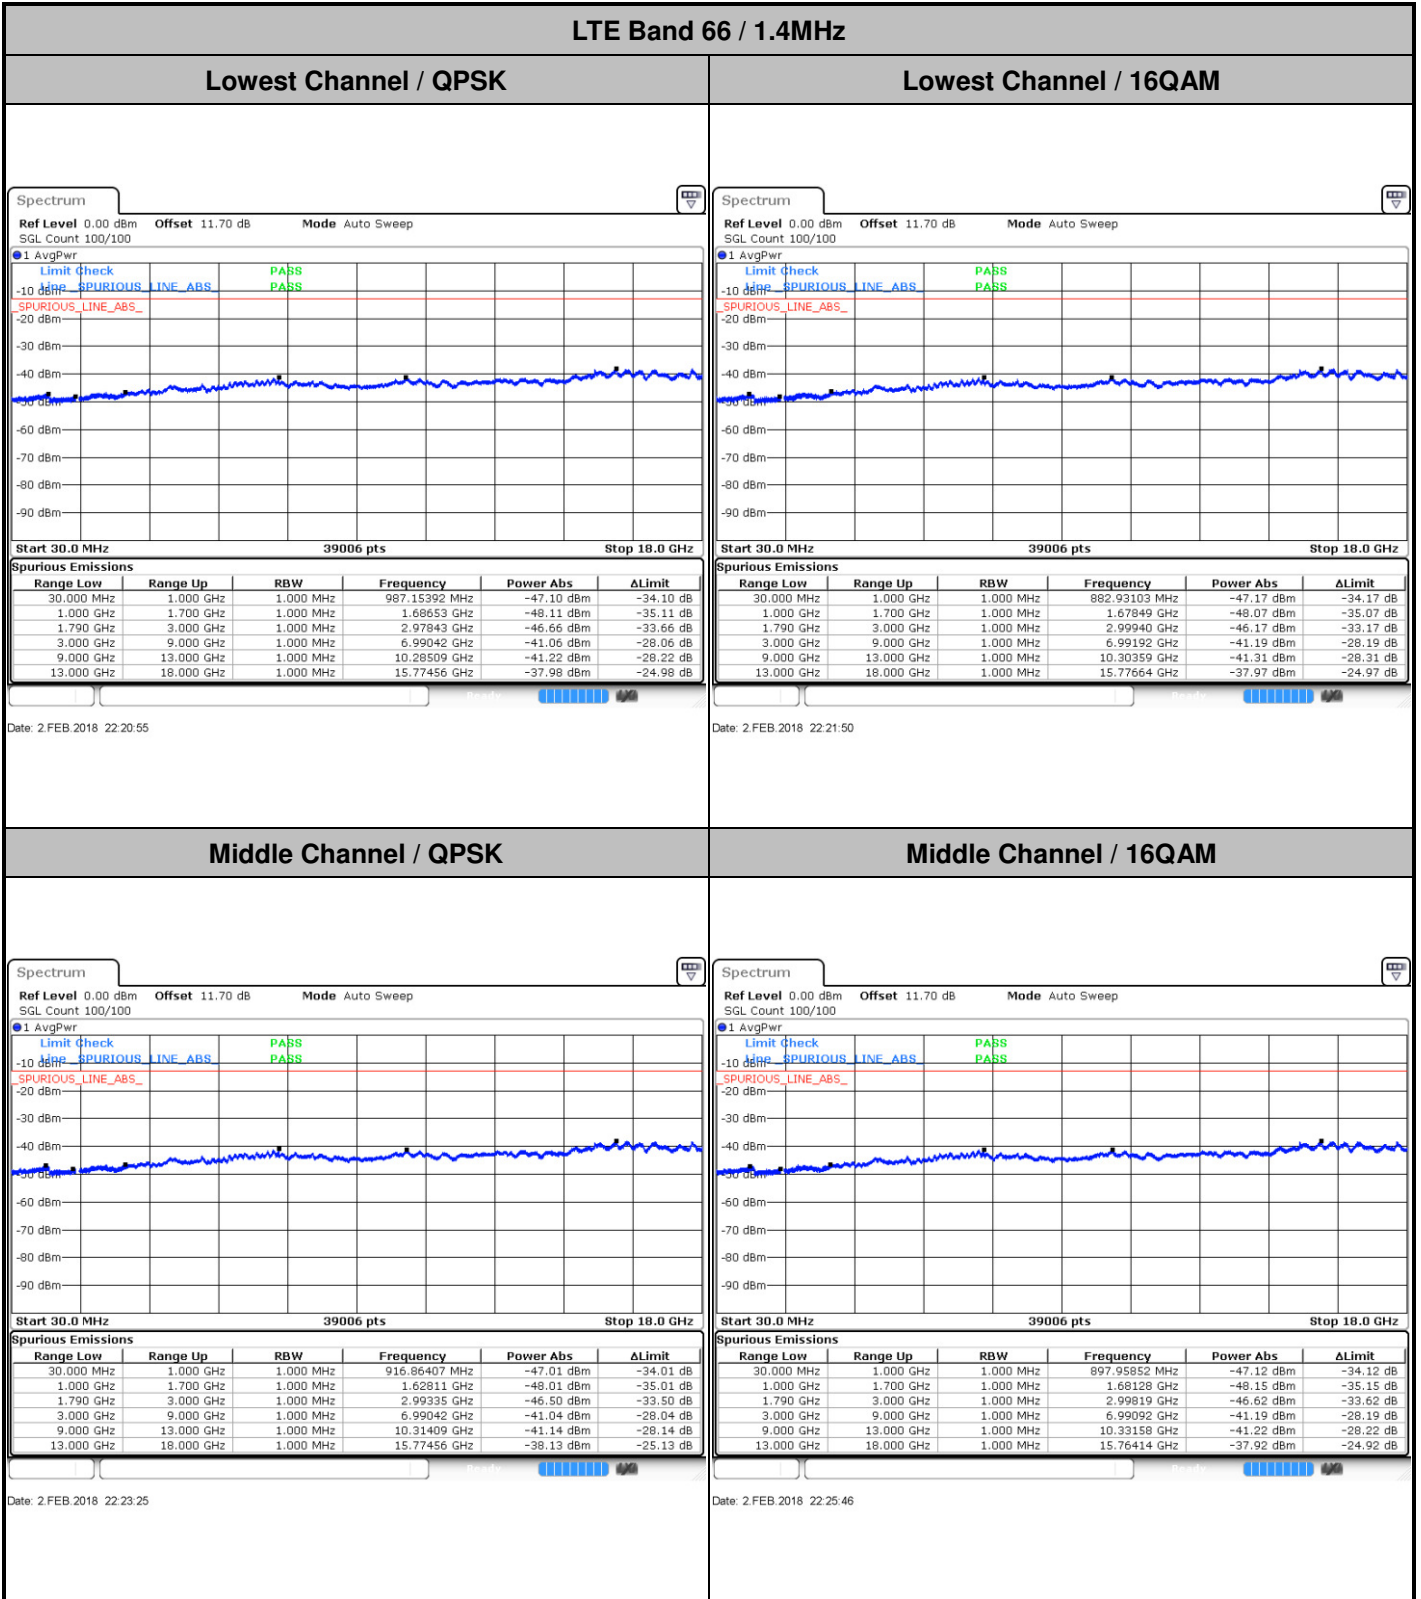 LTE Band 66 / 1.4MHz
Lowest Channel / QPSK
Lowest Channel / 16QAM
Spectrum
Ref Level 0.00 dBm Offset 11.70 dB Mode Auto Sweep
SGL Count 100/100
1 AvgPwr
Limit Check PASS
Line _SPURIOUS_LINE_ABS_ PASS
-10 dBm
_SPURIOUS_LINE_ABS_
-20 dBm
-30 dBm
-40 dBm
-50 dBm
-60 dBm
-70 dBm
-80 dBm
-90 dBm
Start 30.0 MHz 39006 pts Stop 18.0 GHz
Spurious Emissions
Range Low Range Up RBW Frequency Power Abs ΔLimit
30.000 MHz 1.000 GHz 1.000 MHz 987.15392 MHz -47.10 dBm -34.10 dB
1.000 GHz 1.700 GHz 1.000 MHz 1.68653 GHz -48.11 dBm -35.11 dB
1.790 GHz 3.000 GHz 1.000 MHz 2.97843 GHz -46.66 dBm -33.66 dB
3.000 GHz 9.000 GHz 1.000 MHz 6.99042 GHz -41.06 dBm -28.06 dB
9.000 GHz 13.000 GHz 1.000 MHz 10.28509 GHz -41.22 dBm -28.22 dB
13.000 GHz 18.000 GHz 1.000 MHz 15.77456 GHz -37.98 dBm -24.98 dB
Ready
Date: 2.FEB.2018 22:20:55
Spectrum
Ref Level 0.00 dBm Offset 11.70 dB Mode Auto Sweep
SGL Count 100/100
1 AvgPwr
Limit Check PASS
Line _SPURIOUS_LINE_ABS_ PASS
-10 dBm
_SPURIOUS_LINE_ABS_
-20 dBm
-30 dBm
-40 dBm
-50 dBm
-60 dBm
-70 dBm
-80 dBm
-90 dBm
Start 30.0 MHz 39006 pts Stop 18.0 GHz
Spurious Emissions
Range Low Range Up RBW Frequency Power Abs ΔLimit
30.000 MHz 1.000 GHz 1.000 MHz 882.93103 MHz -47.17 dBm -34.17 dB
1.000 GHz 1.700 GHz 1.000 MHz 1.67849 GHz -48.07 dBm -35.07 dB
1.790 GHz 3.000 GHz 1.000 MHz 2.99940 GHz -46.17 dBm -33.17 dB
3.000 GHz 9.000 GHz 1.000 MHz 6.99192 GHz -41.19 dBm -28.19 dB
9.000 GHz 13.000 GHz 1.000 MHz 10.30359 GHz -41.31 dBm -28.31 dB
13.000 GHz 18.000 GHz 1.000 MHz 15.77664 GHz -37.97 dBm -24.97 dB
Ready
Date: 2.FEB.2018 22:21:50
Middle Channel / QPSK
Middle Channel / 16QAM
Spectrum
Ref Level 0.00 dBm Offset 11.70 dB Mode Auto Sweep
SGL Count 100/100
1 AvgPwr
Limit Check PASS
Line _SPURIOUS_LINE_ABS_ PASS
-10 dBm
_SPURIOUS_LINE_ABS_
-20 dBm
-30 dBm
-40 dBm
-50 dBm
-60 dBm
-70 dBm
-80 dBm
-90 dBm
Start 30.0 MHz 39006 pts Stop 18.0 GHz
Spurious Emissions
Range Low Range Up RBW Frequency Power Abs ΔLimit
30.000 MHz 1.000 GHz 1.000 MHz 916.86407 MHz -47.01 dBm -34.01 dB
1.000 GHz 1.700 GHz 1.000 MHz 1.62811 GHz -48.01 dBm -35.01 dB
1.790 GHz 3.000 GHz 1.000 MHz 2.99335 GHz -46.50 dBm -33.50 dB
3.000 GHz 9.000 GHz 1.000 MHz 6.99042 GHz -41.04 dBm -28.04 dB
9.000 GHz 13.000 GHz 1.000 MHz 10.31409 GHz -41.14 dBm -28.14 dB
13.000 GHz 18.000 GHz 1.000 MHz 15.77456 GHz -38.13 dBm -25.13 dB
Ready
Date: 2.FEB.2018 22:23:25
Spectrum
Ref Level 0.00 dBm Offset 11.70 dB Mode Auto Sweep
SGL Count 100/100
1 AvgPwr
Limit Check PASS
Line _SPURIOUS_LINE_ABS_ PASS
-10 dBm
_SPURIOUS_LINE_ABS_
-20 dBm
-30 dBm
-40 dBm
-50 dBm
-60 dBm
-70 dBm
-80 dBm
-90 dBm
Start 30.0 MHz 39006 pts Stop 18.0 GHz
Spurious Emissions
Range Low Range Up RBW Frequency Power Abs ΔLimit
30.000 MHz 1.000 GHz 1.000 MHz 897.95852 MHz -47.12 dBm -34.12 dB
1.000 GHz 1.700 GHz 1.000 MHz 1.68128 GHz -48.15 dBm -35.15 dB
1.790 GHz 3.000 GHz 1.000 MHz 2.99819 GHz -46.62 dBm -33.62 dB
3.000 GHz 9.000 GHz 1.000 MHz 6.99092 GHz -41.19 dBm -28.19 dB
9.000 GHz 13.000 GHz 1.000 MHz 10.33158 GHz -41.22 dBm -28.22 dB
13.000 GHz 18.000 GHz 1.000 MHz 15.76414 GHz -37.92 dBm -24.92 dB
Ready
Date: 2.FEB.2018 22:25:46